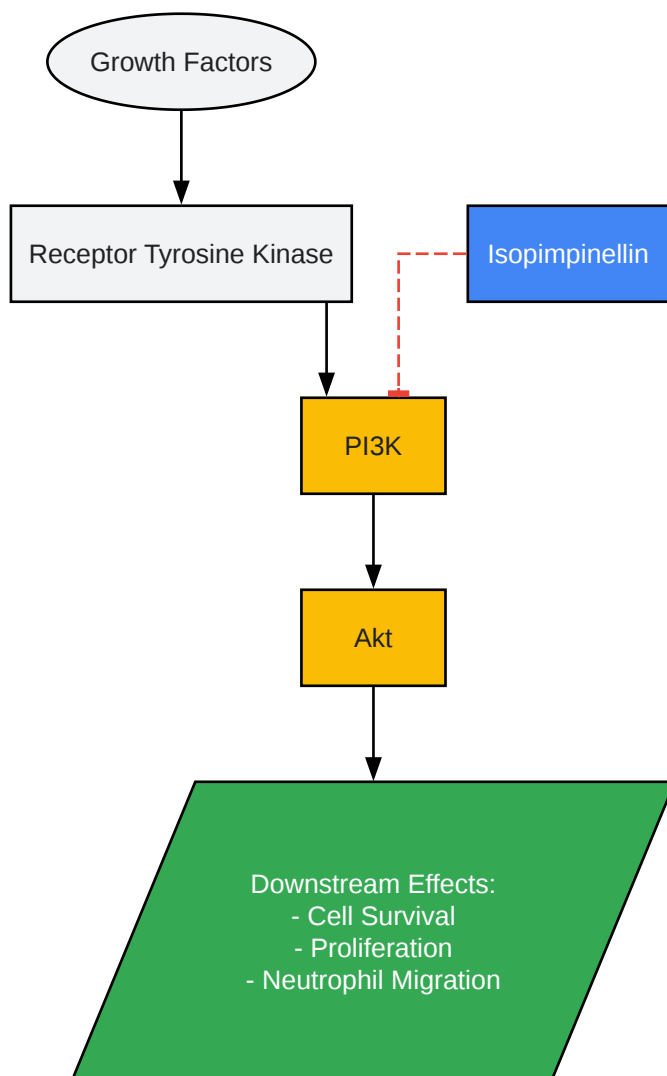 Growth Factors
Receptor Tyrosine Kinase
Isopimpinellin
PI3K
Akt
Downstream Effects:
- Cell Survival
- Proliferation
- Neutrophil Migration